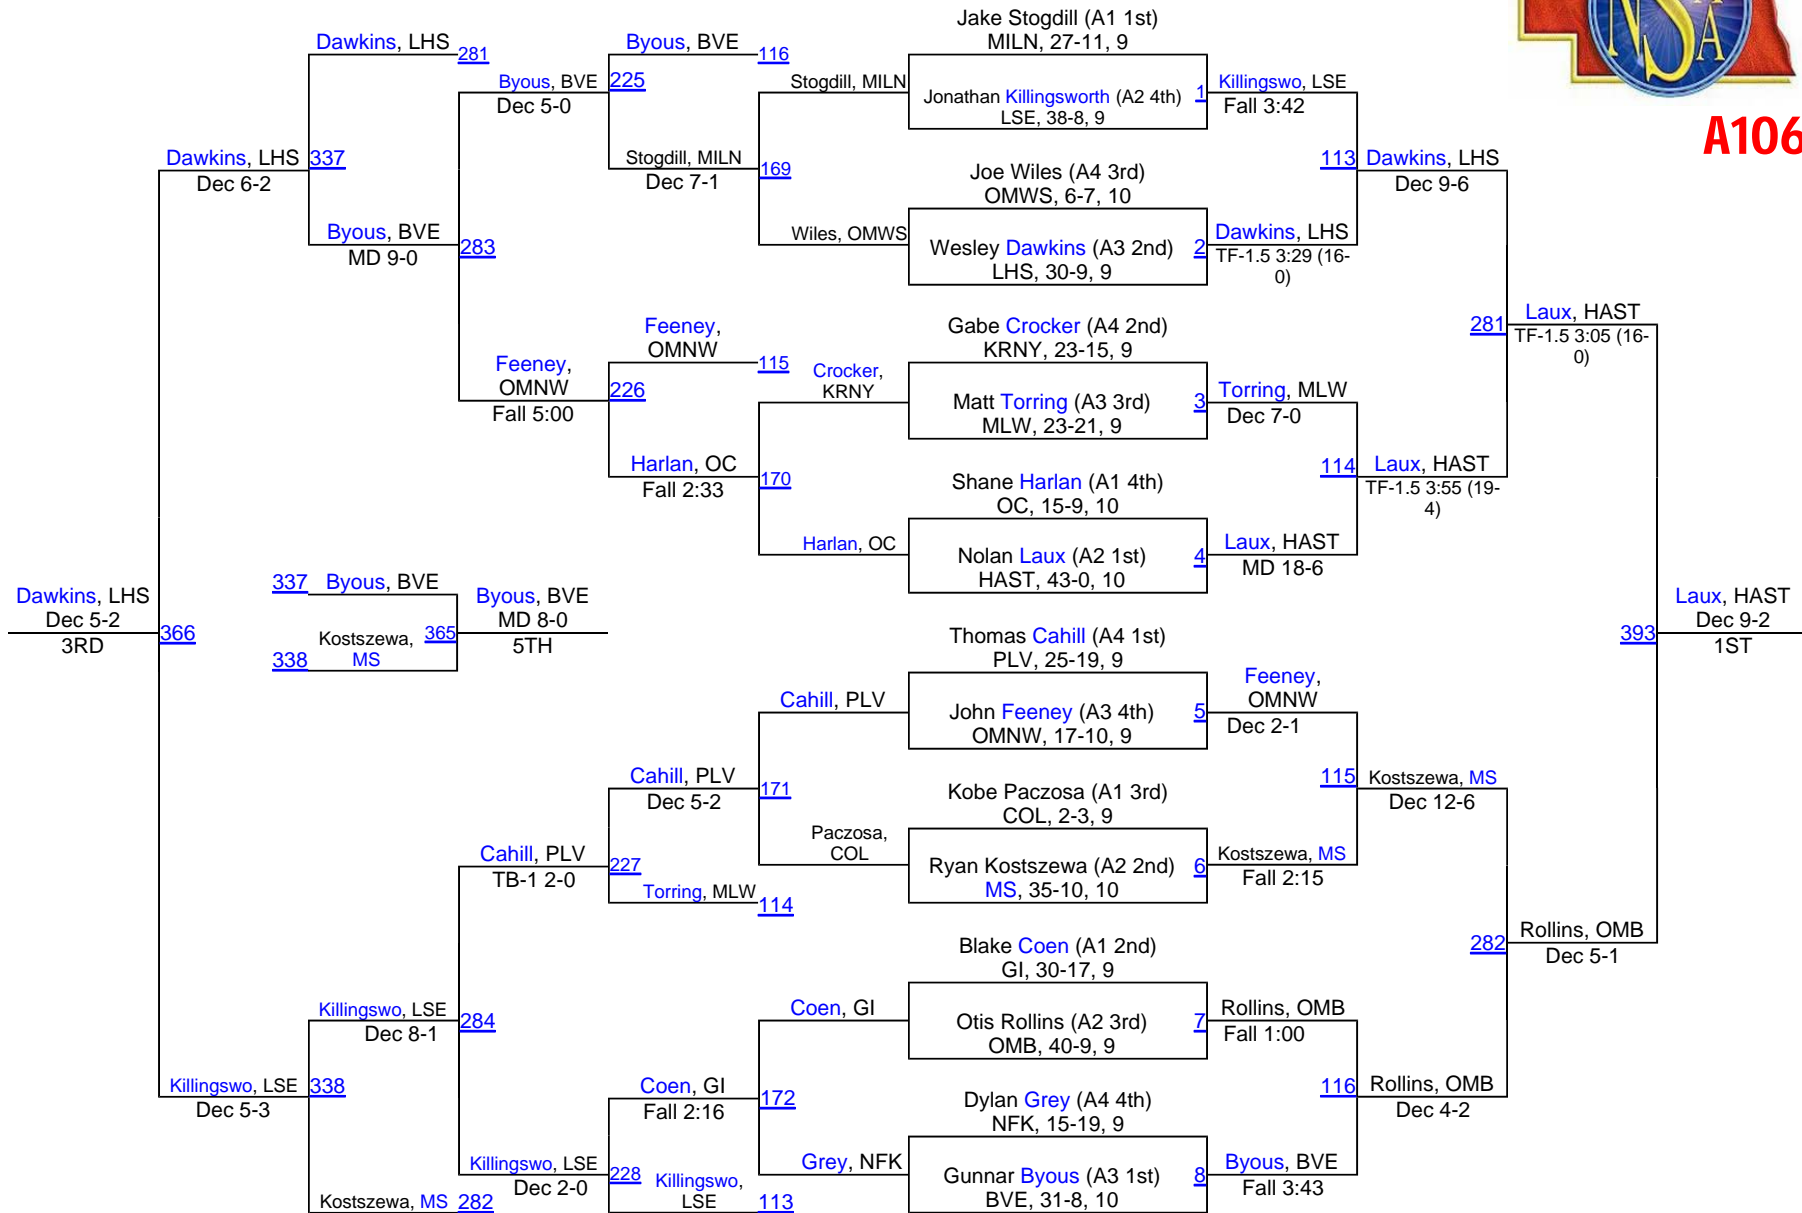 NSAA
A106
Jake Stogdill (A1 1st)
MILN, 27-11, 9
Jonathan Killingsworth (A2 4th)
LSE, 38-8, 9
1
Joe Wiles (A4 3rd)
OMWS, 6-7, 10
Wesley Dawkins (A3 2nd)
LHS, 30-9, 9
2
Gabe Crocker (A4 2nd)
KRNY, 23-15, 9
Matt Torring (A3 3rd)
MLW, 23-21, 9
3
Shane Harlan (A1 4th)
OC, 15-9, 10
Nolan Laux (A2 1st)
HAST, 43-0, 10
4
Thomas Cahill (A4 1st)
PLV, 25-19, 9
John Feeney (A3 4th)
OMNW, 17-10, 9
5
Kobe Paczosa (A1 3rd)
COL, 2-3, 9
Ryan Kostszewa (A2 2nd)
MS, 35-10, 10
6
Blake Coen (A1 2nd)
GI, 30-17, 9
Otis Rollins (A2 3rd)
OMB, 40-9, 9
7
Dylan Grey (A4 4th)
NFK, 15-19, 9
Gunnar Byous (A3 1st)
BVE, 31-8, 10
8
Killingswo, LSE
Fall 3:42
113
Dawkins, LHS
TF-1.5 3:29 (16-
0)
Torring, MLW
Dec 7-0
114
Laux, HAST
MD 18-6
Feeney,
OMNW
Dec 2-1
115
Kostszewa, MS
Fall 2:15
Rollins, OMB
Fall 1:00
116
Byous, BVE
Fall 3:43
Dawkins, LHS
Dec 9-6
281
Laux, HAST
TF-1.5 3:55 (19-
4)
Kostszewa, MS
Dec 12-6
282
Rollins, OMB
Dec 4-2
Laux, HAST
TF-1.5 3:05 (16-
0)
393
Rollins, OMB
Dec 5-1
Laux, HAST
Dec 9-2
1ST
Stogdill, MILN
169
Wiles, OMWS
Crocker,
KRNY
170
Harlan, OC
Cahill, PLV
171
Paczosa,
COL
Coen, GI
172
Grey, NFK
Byous, BVE
116
225
Stogdill, MILN
Dec 7-1
Feeney,
OMNW
115
226
Harlan, OC
Fall 2:33
Cahill, PLV
Dec 5-2
227
Torring, MLW
114
Coen, GI
Fall 2:16
228
Killingswo,
LSE
113
Byous, BVE
Dec 5-0
283
Feeney,
OMNW
Fall 5:00
Cahill, PLV
TB-1 2-0
284
Killingswo, LSE
Dec 2-0
Dawkins, LHS
281
337
Byous, BVE
MD 9-0
Killingswo, LSE
Dec 8-1
338
Kostszewa, MS
282
Dawkins, LHS
Dec 6-2
366
Killingswo, LSE
Dec 5-3
Dawkins, LHS
Dec 5-2
3RD
337
Byous, BVE
365
338
Kostszewa,
MS
Byous, BVE
MD 8-0
5TH